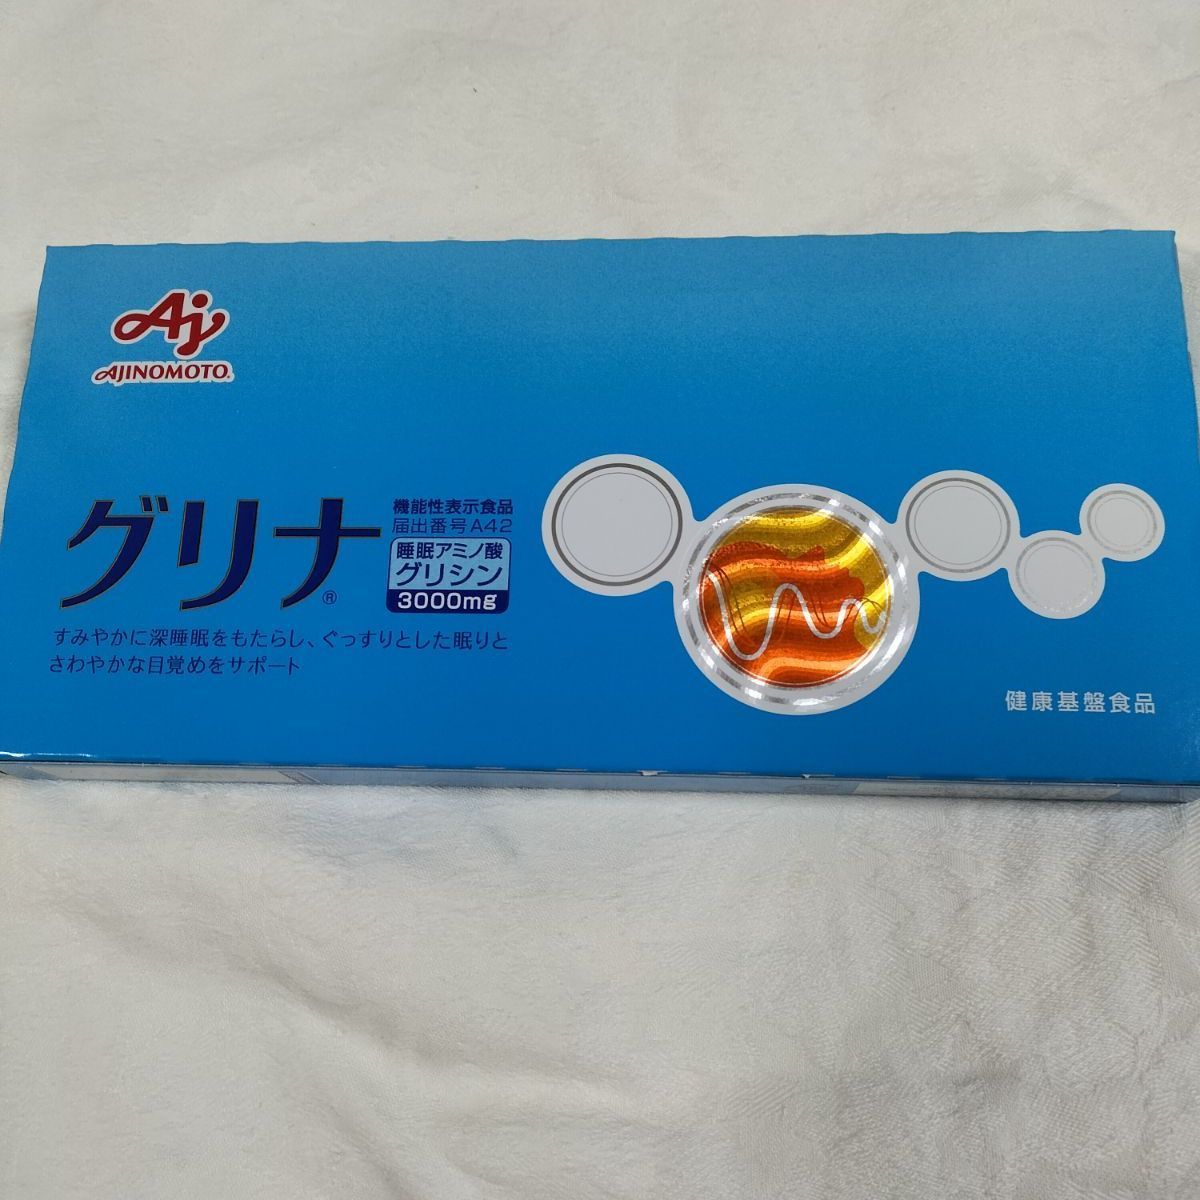 Aj
AJINOMOTO®
グリナ®
機能性表示食品
届出番号A42
睡眠アミノ酸
グリシン
3000mg
すみやかに深睡眠をもたらし、ぐっすりとした眠りと
さわやかな目覚めをサポート
健康基盤食品